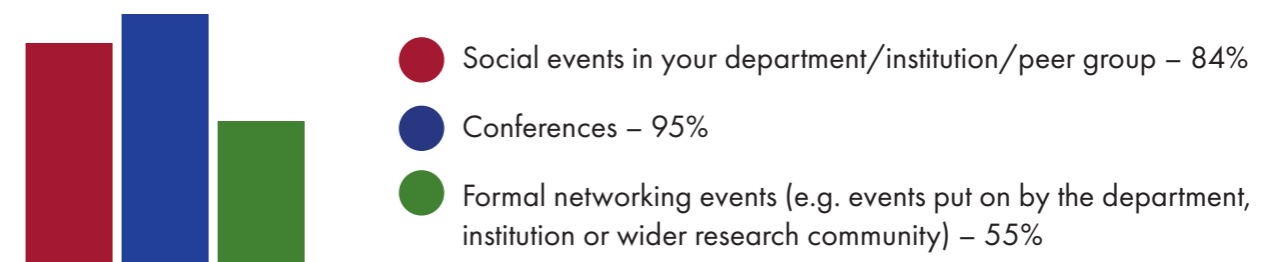 Social events in your department/institution/peer group – 84%
Conferences – 95%
Formal networking events (e.g. events put on by the department,
institution or wider research community) – 55%